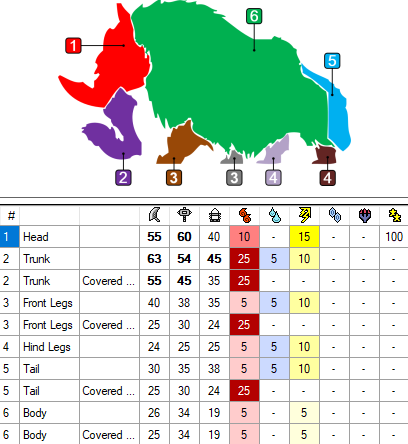 6
1
5
2
3
3
4
4
#
1 Head 55 60 40 10 - 15 - - 100
2 Trunk 63 54 45 25 5 10 - - -
2 Trunk Covered ... 55 45 35 25 - - - - -
3 Front Legs 40 38 35 5 5 10 - - -
3 Front Legs Covered ... 25 30 24 25 - - - - -
4 Hind Legs 24 25 25 5 5 10 - - -
5 Tail 30 35 38 5 5 10 - - -
5 Tail Covered ... 25 30 24 25 - - - - -
6 Body 26 34 19 5 - 5 - - -
6 Body Covered ... 25 34 19 5 - 5 - - -